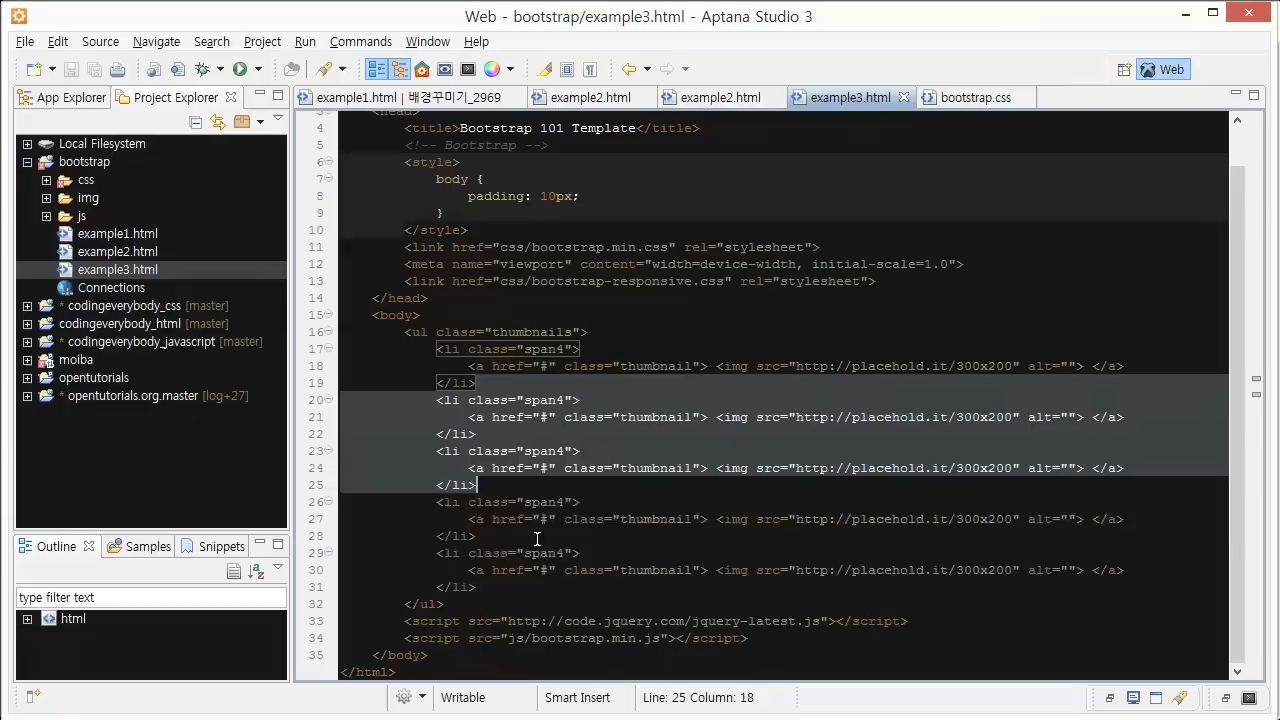 Web - bootstrap/example3.html - Aptana Studio 3
File Edit Source Navigate Search Project Run Commands Window Help
Web
App Explorer Project Explorer
example1.html | 배경꾸미기_2969 example2.html example2.html example3.html bootstrap.css
Local Filesystem
bootstrap
css
img
js
example1.html
example2.html
example3.html
Connections
* codingeverybody_css [master]
codingeverybody_html [master]
* codingeverybody_javascript [master]
moiba
opentutorials
* opentutorials.org.master [log+27]
Outline Samples Snippets
type filter text
html
3 <head>
4 <title>Bootstrap 101 Template</title>
5 <!-- Bootstrap -->
6 <style>
7 body {
8 padding: 10px;
9 }
10 </style>
11 <link href="css/bootstrap.min.css" rel="stylesheet">
12 <meta name="viewport" content="width=device-width, initial-scale=1.0">
13 <link href="css/bootstrap-responsive.css" rel="stylesheet">
14 </head>
15 <body>
16 <ul class="thumbnails">
17 <li class="span4">
18 <a href="#" class="thumbnail"> <img src="http://placehold.it/300x200" alt=""> </a>
19 </li>
20 <li class="span4">
21 <a href="#" class="thumbnail"> <img src="http://placehold.it/300x200" alt=""> </a>
22 </li>
23 <li class="span4">
24 <a href="#" class="thumbnail"> <img src="http://placehold.it/300x200" alt=""> </a>
25 </li>
26 <li class="span4">
27 <a href="#" class="thumbnail"> <img src="http://placehold.it/300x200" alt=""> </a>
28 </li>
29 <li class="span4">
30 <a href="#" class="thumbnail"> <img src="http://placehold.it/300x200" alt=""> </a>
31 </li>
32 </ul>
33 <script src="http://code.jquery.com/jquery-latest.js"></script>
34 <script src="js/bootstrap.min.js"></script>
35 </body>
</html>
Writable Smart Insert Line: 25 Column: 18